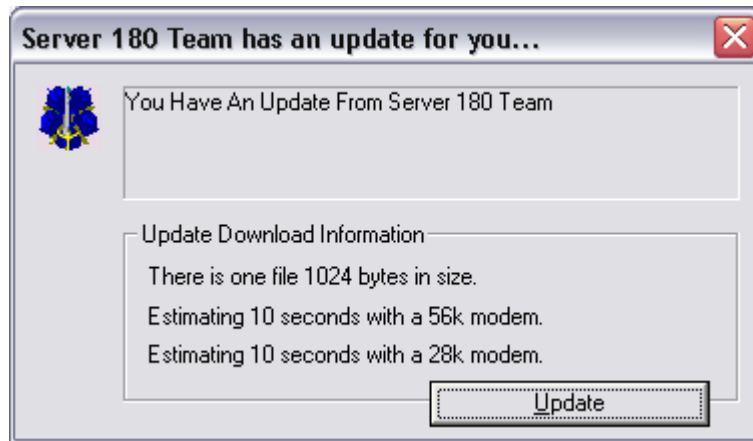 Server 180 Team has an update for you...
You Have An Update From Server 180 Team
Update Download Information
There is one file 1024 bytes in size.
Estimating 10 seconds with a 56k modem.
Estimating 10 seconds with a 28k modem.
Update